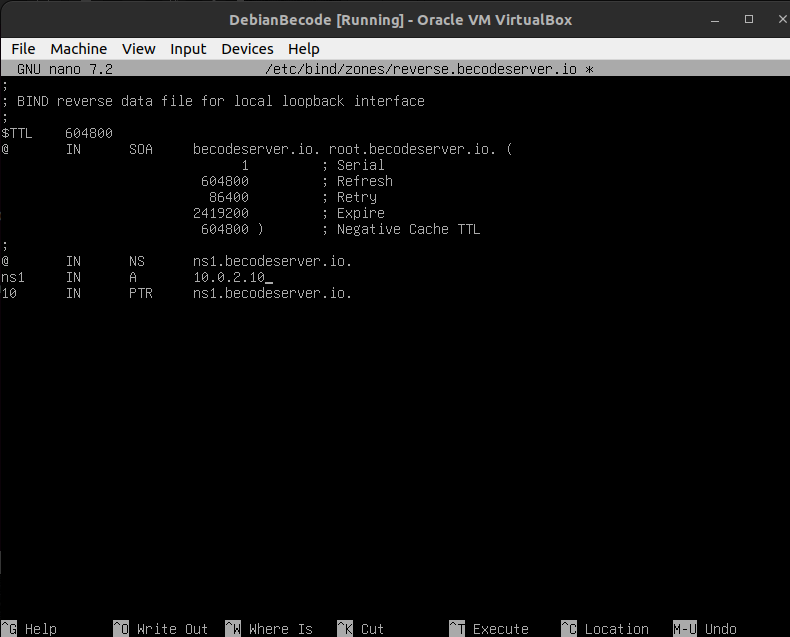 DebianBecode [Running] - Oracle VM VirtualBox
File Machine View Input Devices Help
GNU nano 7.2 /etc/bind/zones/reverse.becodeserver.io *
;
; BIND reverse data file for local loopback interface
;
$TTL 604800
@ IN SOA becodeserver.io. root.becodeserver.io. (
1 ; Serial
604800 ; Refresh
86400 ; Retry
2419200 ; Expire
604800 ) ; Negative Cache TTL
;
@ IN NS ns1.becodeserver.io.
ns1 IN A 10.0.2.10_
10 IN PTR ns1.becodeserver.io.
^G Help ^O Write Out ^W Where Is ^K Cut ^T Execute ^C Location M-U Undo